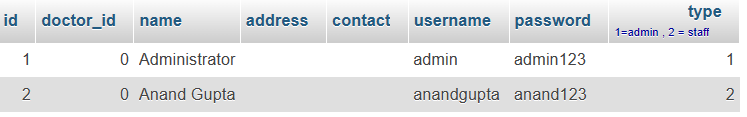 id doctor_id name address contact username password type
1=admin , 2 = staff
1 0 Administrator admin admin123 1
2 0 Anand Gupta anandgupta anand123 2